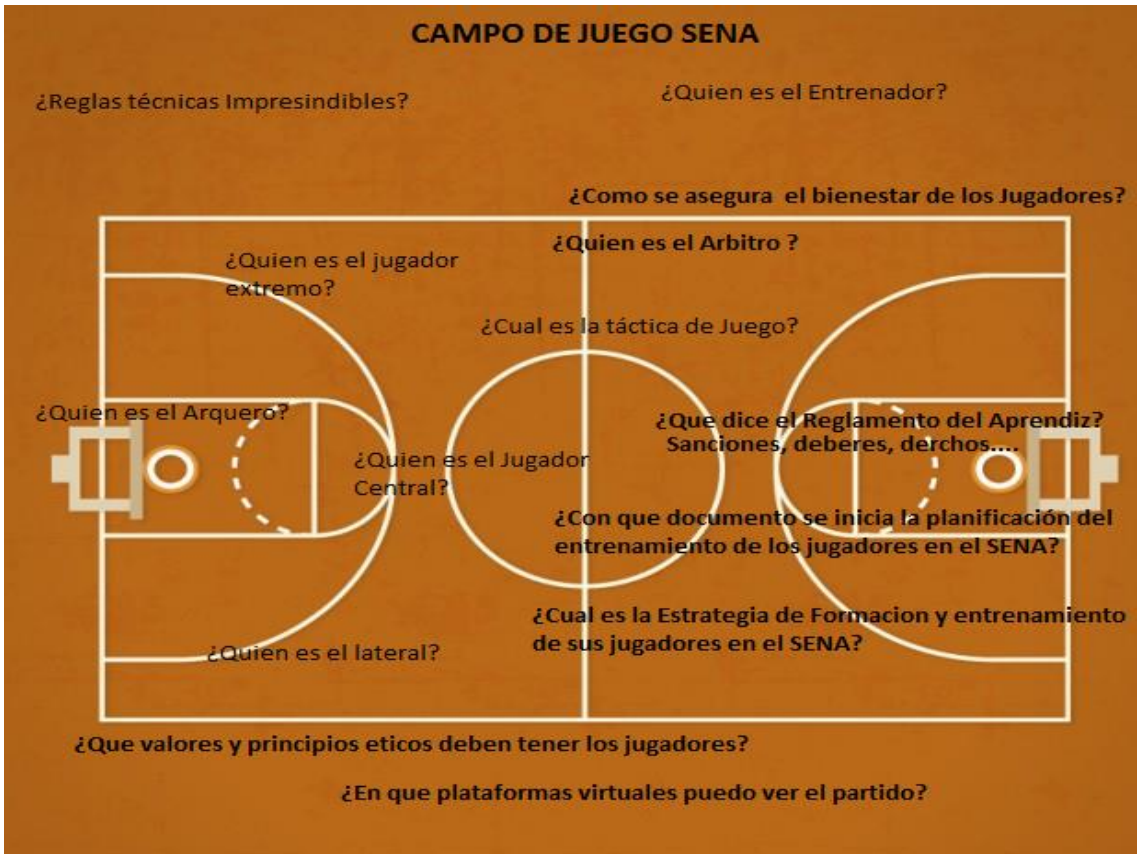 CAMPO DE JUEGO SENA
¿Reglas técnicas Impresindibles?
¿Quien es el Entrenador?
¿Como se asegura el bienestar de los Jugadores?
¿Quien es el Arbitro ?
¿Quien es el jugador
extremo?
¿Cual es la táctica de Juego?
¿Quien es el Arquero?
¿Que dice el Reglamento del Aprendiz?
Sanciones, deberes, derchos....
¿Quien es el Jugador
Central?
¿Con que documento se inicia la planificación del
entrenamiento de los jugadores en el SENA?
¿Cual es la Estrategia de Formacion y entrenamiento
de sus jugadores en el SENA?
¿Quien es el lateral?
¿Que valores y principios eticos deben tener los jugadores?
¿En que plataformas virtuales puedo ver el partido?